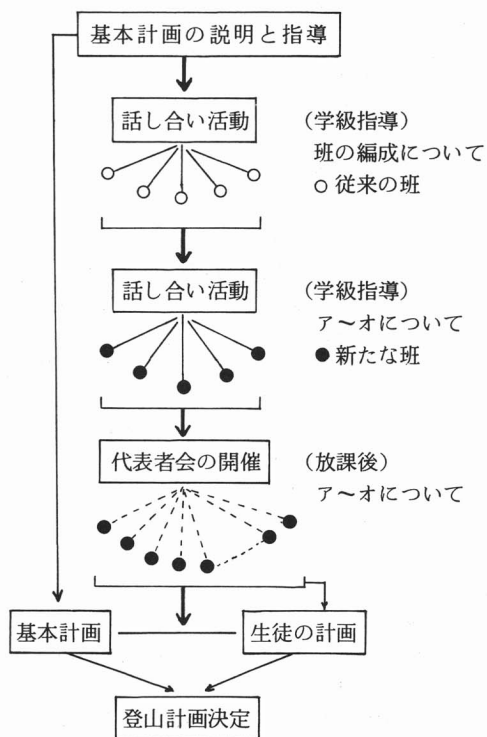 基本計画の説明と指導
話し合い活動
(学級指導)
班の編成について
○従来の班
話し合い活動
(学級指導)
ア〜オについて
●新たな班
代表者会の開催
(放課後)
ア〜オについて
基本計画
生徒の計画
登山計画決定